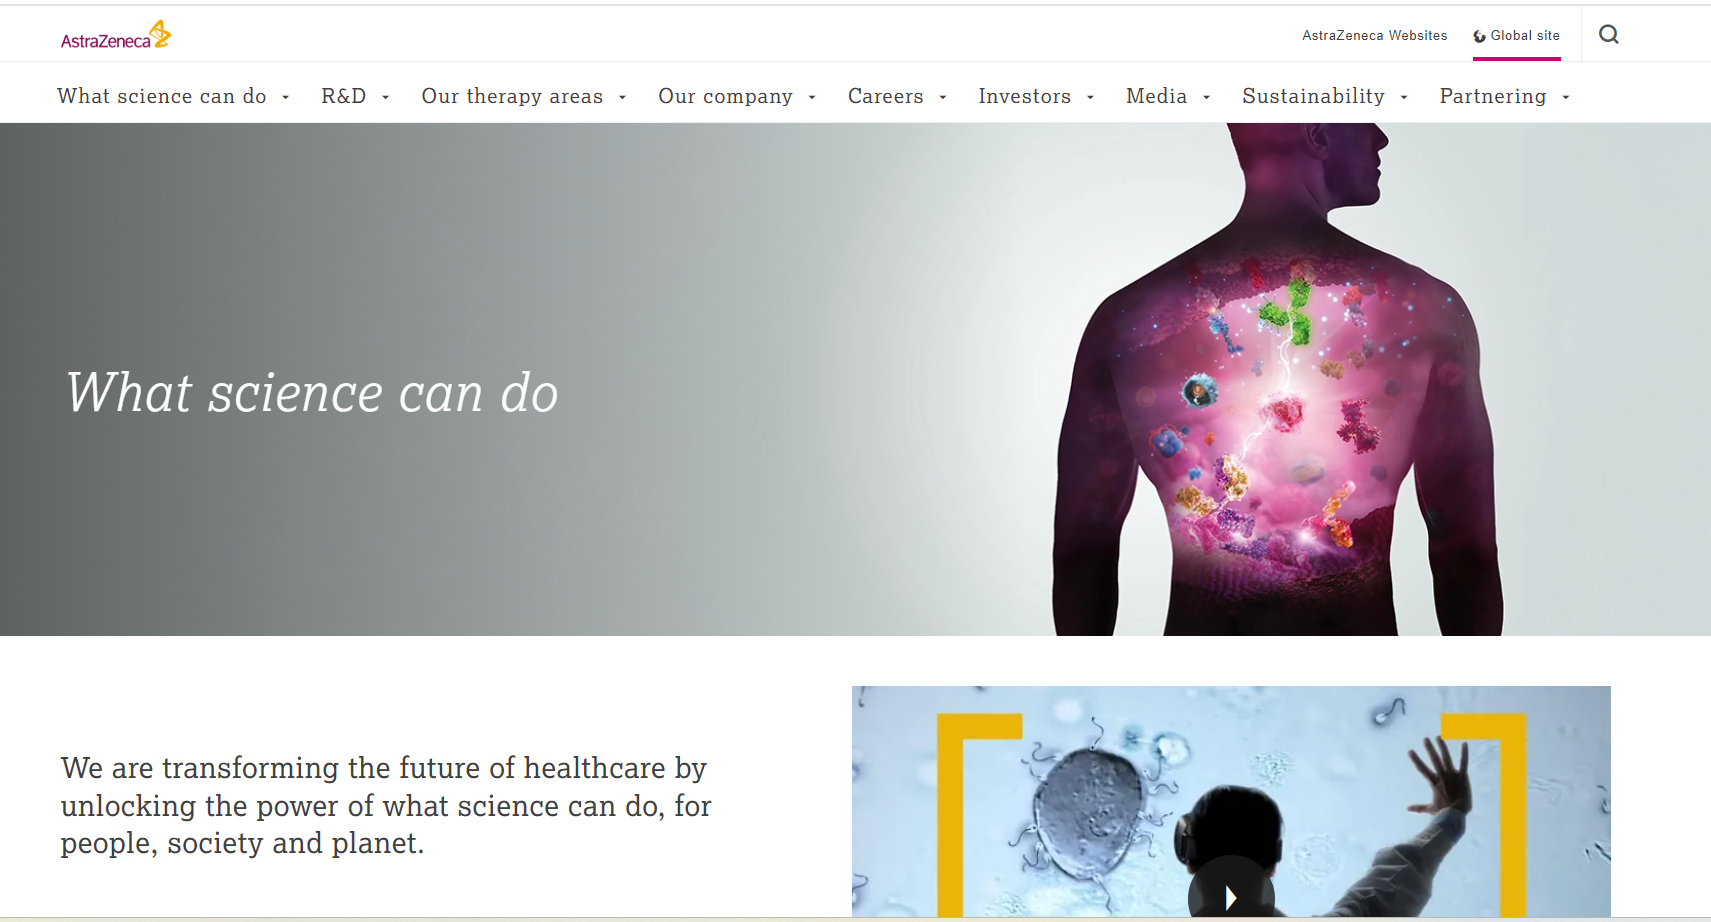 AstraZeneca
AstraZeneca Websites
Global site
What science can do
R&D
Our therapy areas
Our company
Careers
Investors
Media
Sustainability
Partnering
What science can do
We are transforming the future of healthcare by
unlocking the power of what science can do, for
people, society and planet.